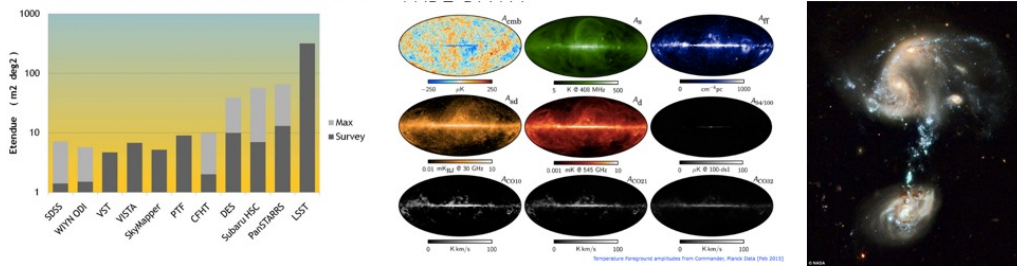 1000
100
10
1
Etendue ( m2 deg2 )
Max
Survey
SDSS
WIYN ODI
VST
VISTA
SkyMapper
PTF
CFHT
DES
Subaru HSC
PanSTARRS
LSST
Acmb
As
Aff
−250 μK 250
5 K @ 408 MHz 500
0 cm⁻⁶pc 1000
Asd
Ad
A94/100
0.01 mK_RJ @ 30 GHz 10
0.001 mK @ 545 GHz 10
0 μK @ 100-ds1 100
ACO10
ACO21
ACO32
0 K·km/s 100
0 K·km/s 100
0 K·km/s 100
Temperature Foreground amplitudes from Commander, Planck Data [Feb 2015]
© NASA